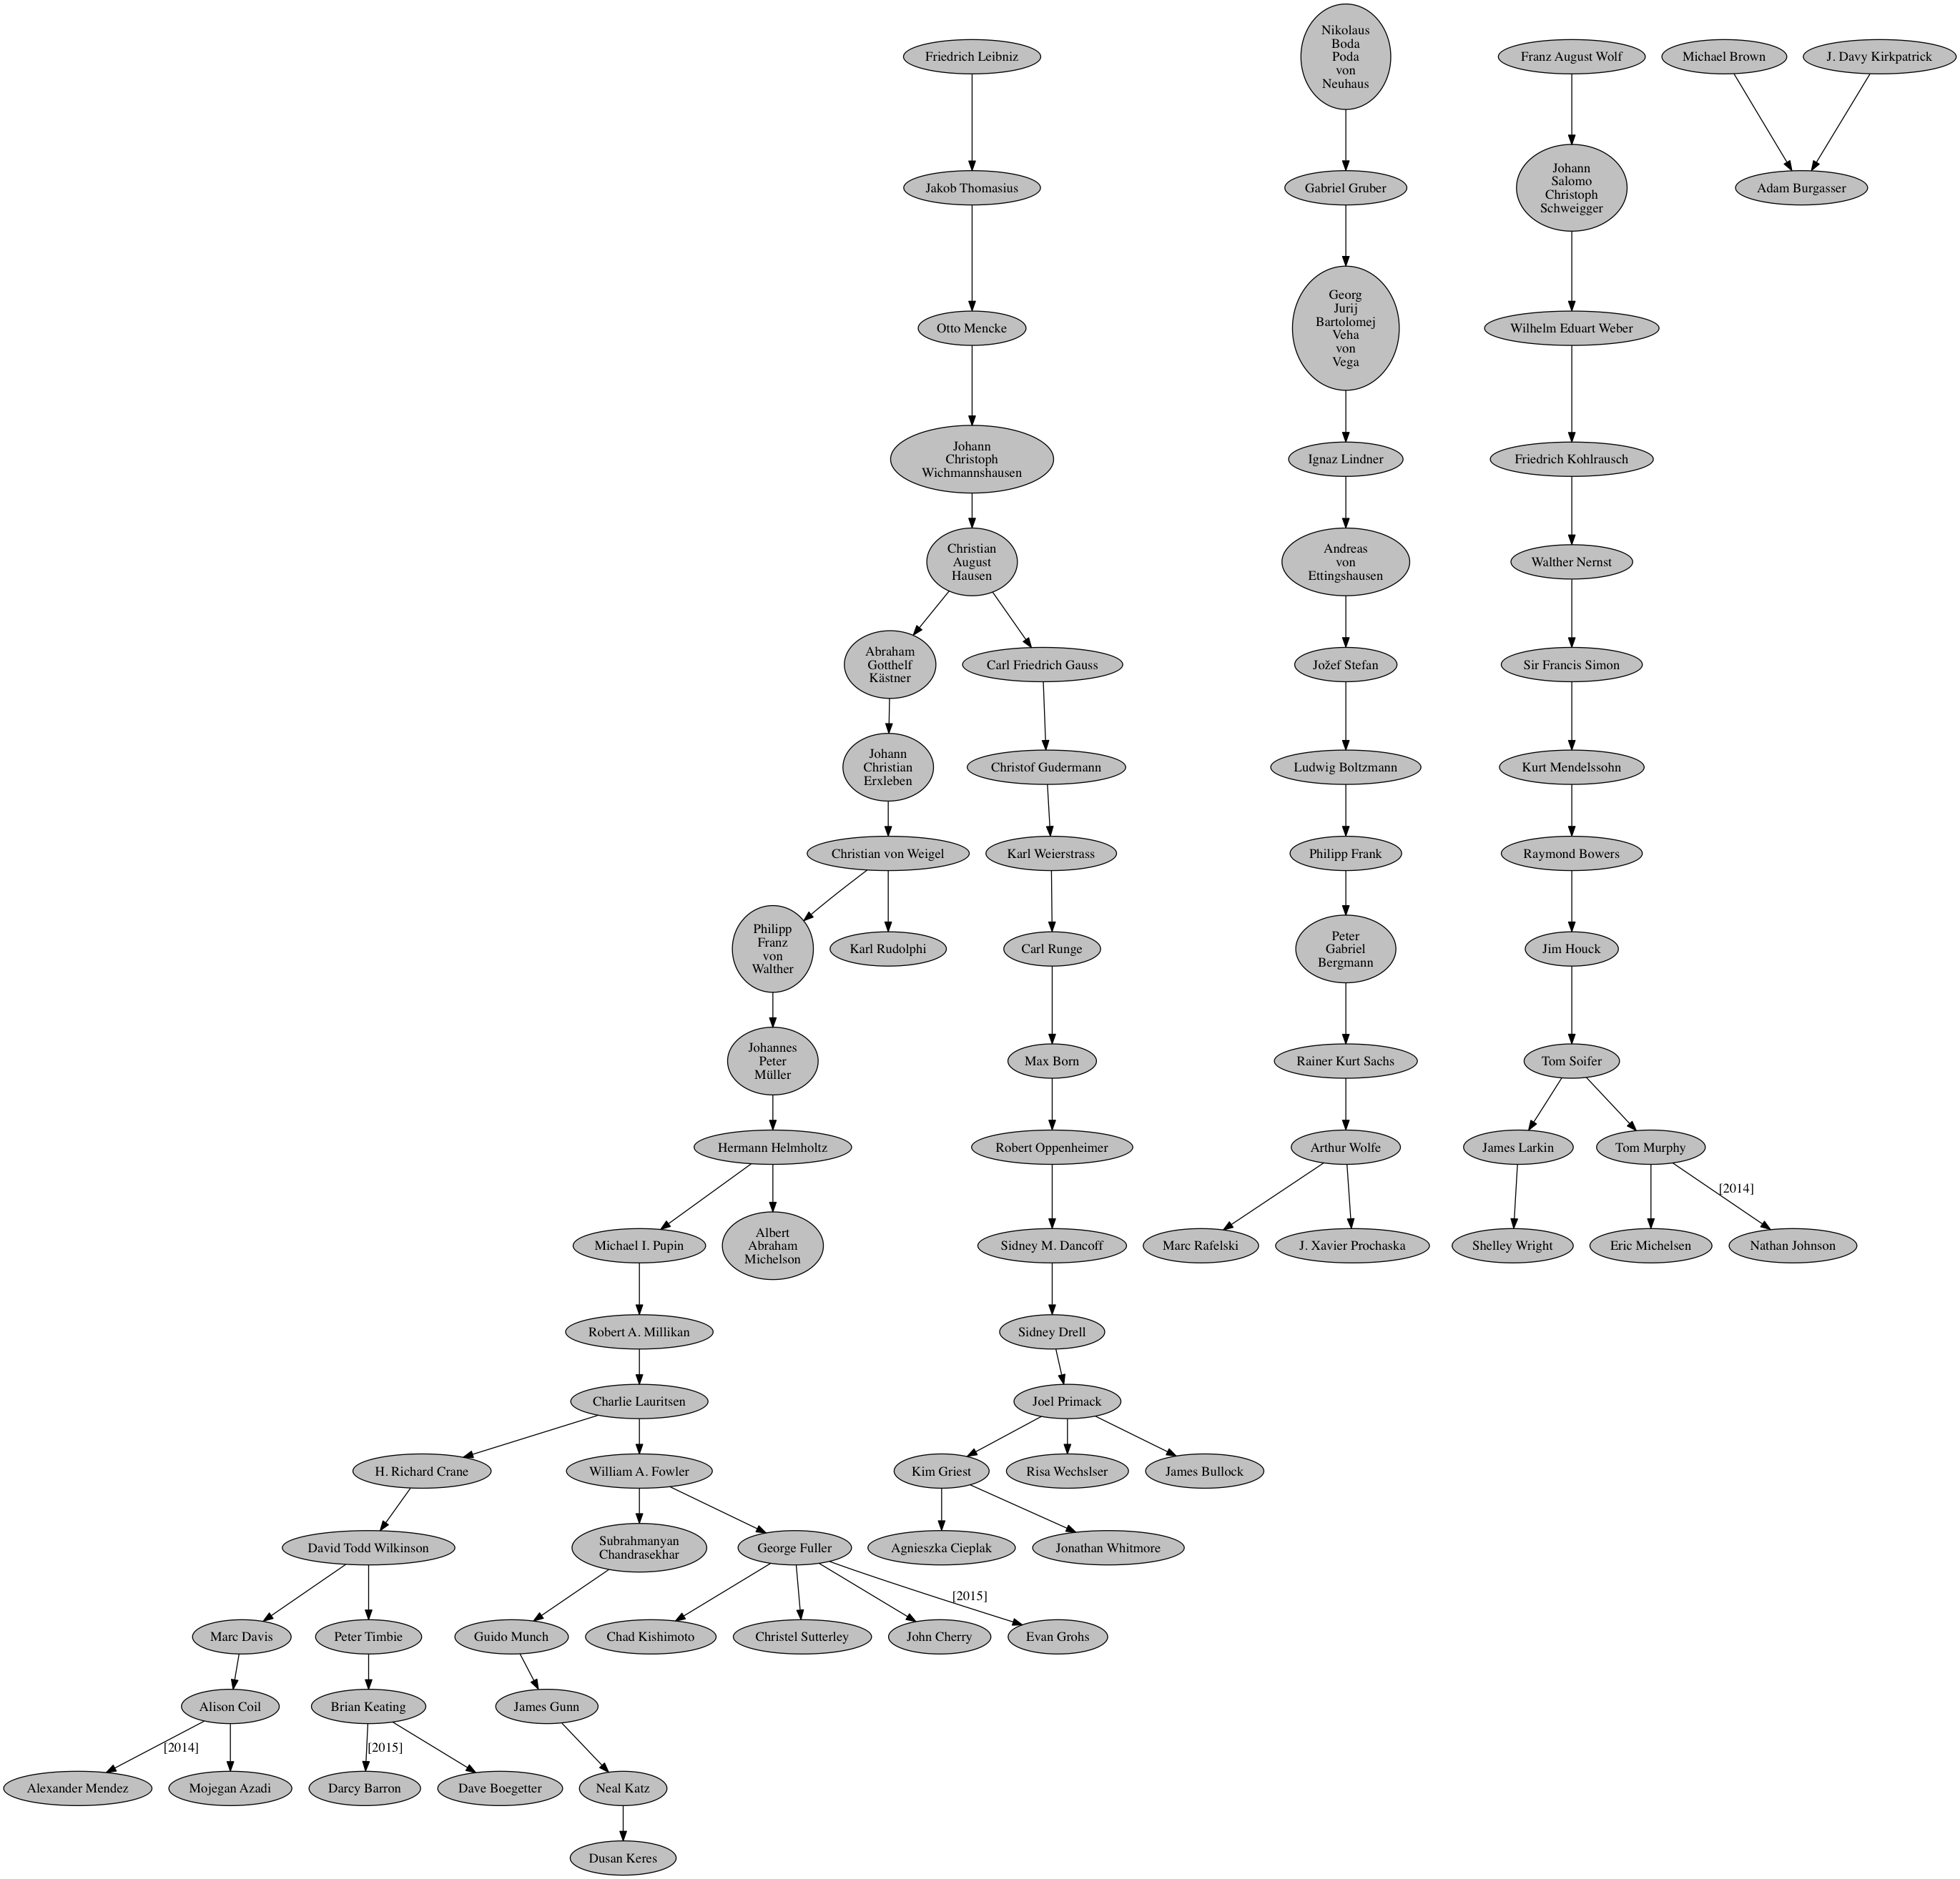 Friedrich Leibniz
Nikolaus
Boda
Poda
von
Neuhaus
Franz August Wolf
Michael Brown
J. Davy Kirkpatrick
Jakob Thomasius
Gabriel Gruber
Johann
Salomo
Christoph
Schweigger
Adam Burgasser
Otto Mencke
Georg
Jurij
Bartolomej
Veha
von
Vega
Wilhelm Eduart Weber
Johann
Christoph
Wichmannshausen
Ignaz Lindner
Friedrich Kohlrausch
Christian
August
Hausen
Andreas
von
Ettingshausen
Walther Nernst
Abraham
Gotthelf
Kästner
Carl Friedrich Gauss
Jožef Stefan
Sir Francis Simon
Johann
Christian
Erxleben
Christof Gudermann
Ludwig Boltzmann
Kurt Mendelssohn
Christian von Weigel
Karl Weierstrass
Philipp Frank
Raymond Bowers
Philipp
Franz
von
Walther
Karl Rudolphi
Carl Runge
Peter
Gabriel
Bergmann
Jim Houck
Johannes
Peter
Müller
Max Born
Rainer Kurt Sachs
Tom Soifer
Hermann Helmholtz
Robert Oppenheimer
Arthur Wolfe
James Larkin
Tom Murphy
[2014]
Michael I. Pupin
Albert
Abraham
Michelson
Sidney M. Dancoff
Marc Rafelski
J. Xavier Prochaska
Shelley Wright
Eric Michelsen
Nathan Johnson
Robert A. Millikan
Sidney Drell
Charlie Lauritsen
Joel Primack
H. Richard Crane
William A. Fowler
Kim Griest
Risa Wechslser
James Bullock
David Todd Wilkinson
Subrahmanyan
Chandrasekhar
George Fuller
Agnieszka Cieplak
Jonathan Whitmore
[2015]
Marc Davis
Peter Timbie
Guido Munch
Chad Kishimoto
Christel Sutterley
John Cherry
Evan Grohs
Alison Coil
Brian Keating
James Gunn
[2014]
[2015]
Alexander Mendez
Mojegan Azadi
Darcy Barron
Dave Boegetter
Neal Katz
Dusan Keres